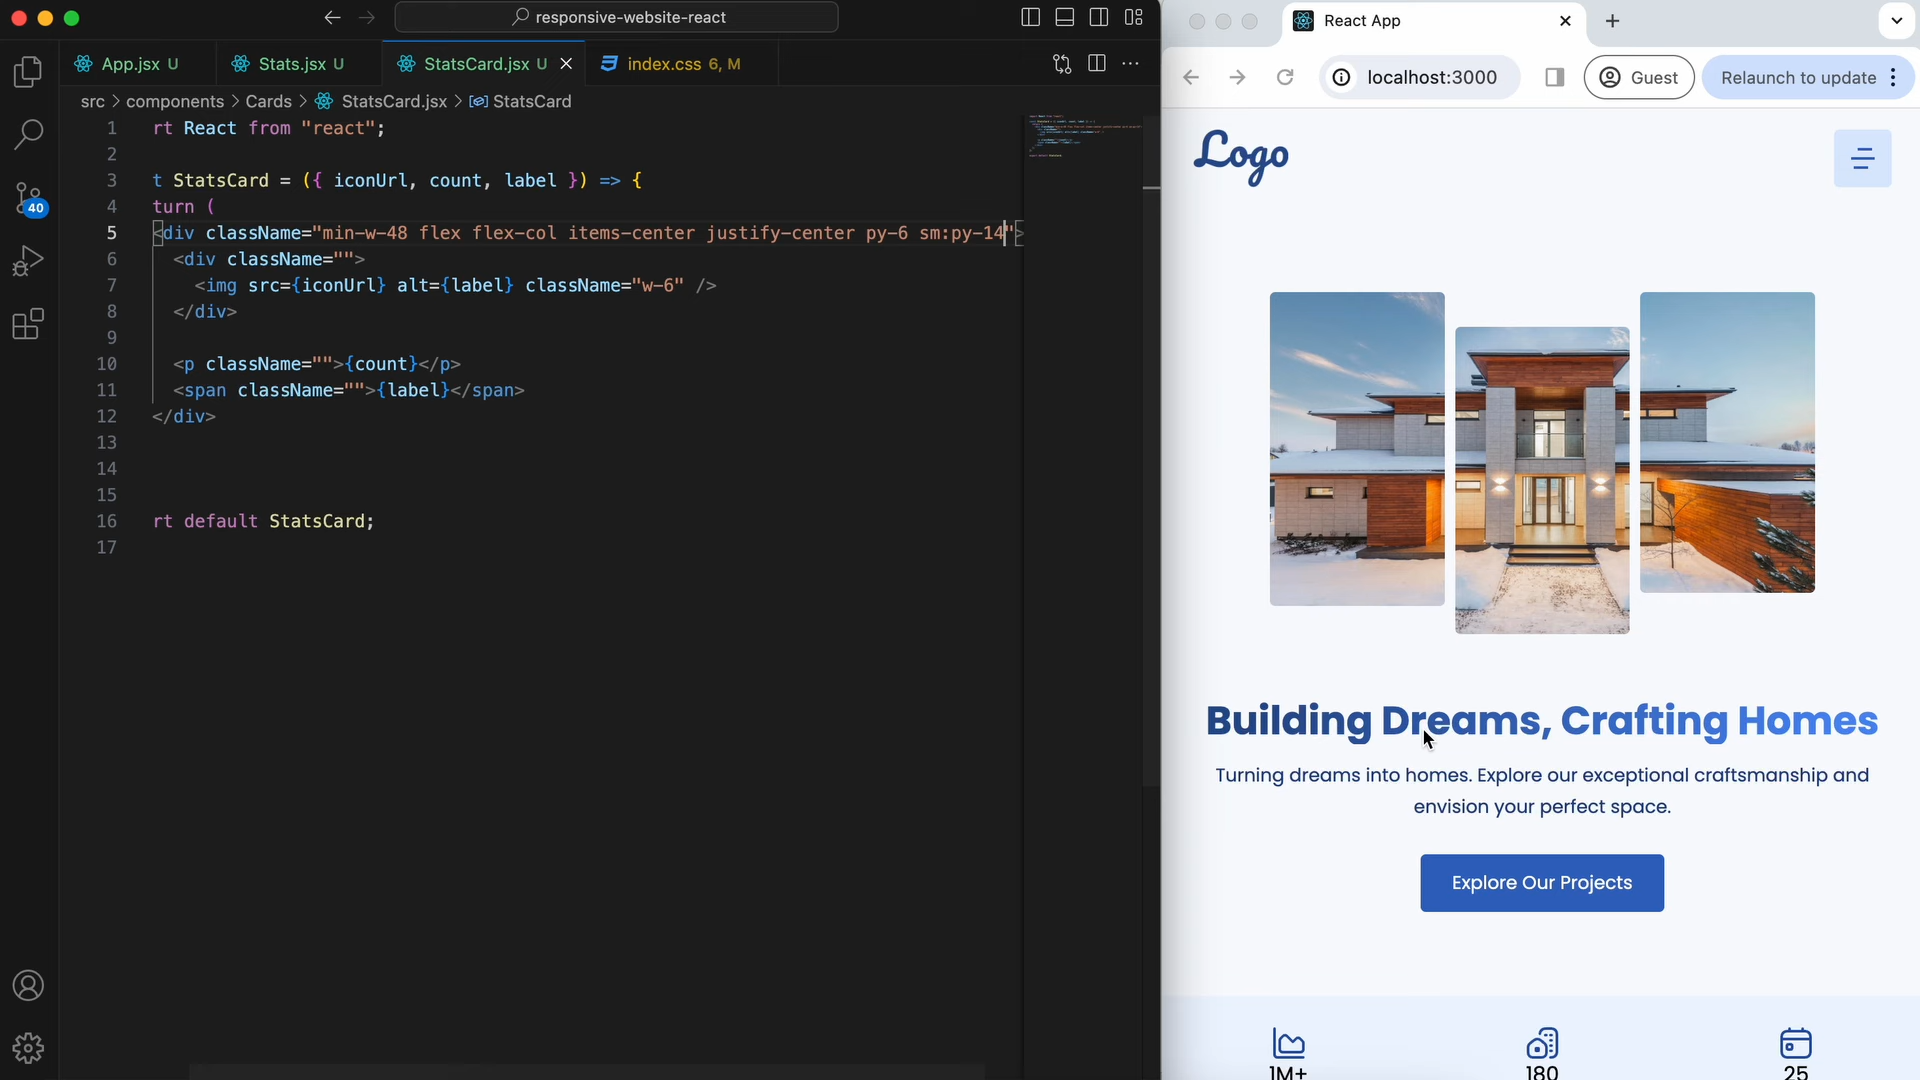 responsive-website-react
App.jsx U
Stats.jsx U
StatsCard.jsx U
index.css 6, M
src > components > Cards > StatsCard.jsx > StatsCard
1 rt React from "react";
2
3 t StatsCard = ({ iconUrl, count, label }) => {
4 turn (
5 <div className="min-w-48 flex flex-col items-center justify-center py-6 sm:py-14">
6 <div className="">
7 <img src={iconUrl} alt={label} className="w-6" />
8 </div>
9
10 <p className="">{count}</p>
11 <span className="">{label}</span>
12 </div>
13
14
15
16 rt default StatsCard;
17
40
React App
localhost:3000
Guest
Relaunch to update
Logo
Building Dreams, Crafting Homes
Turning dreams into homes. Explore our exceptional craftsmanship and
envision your perfect space.
Explore Our Projects
1M+
180
25